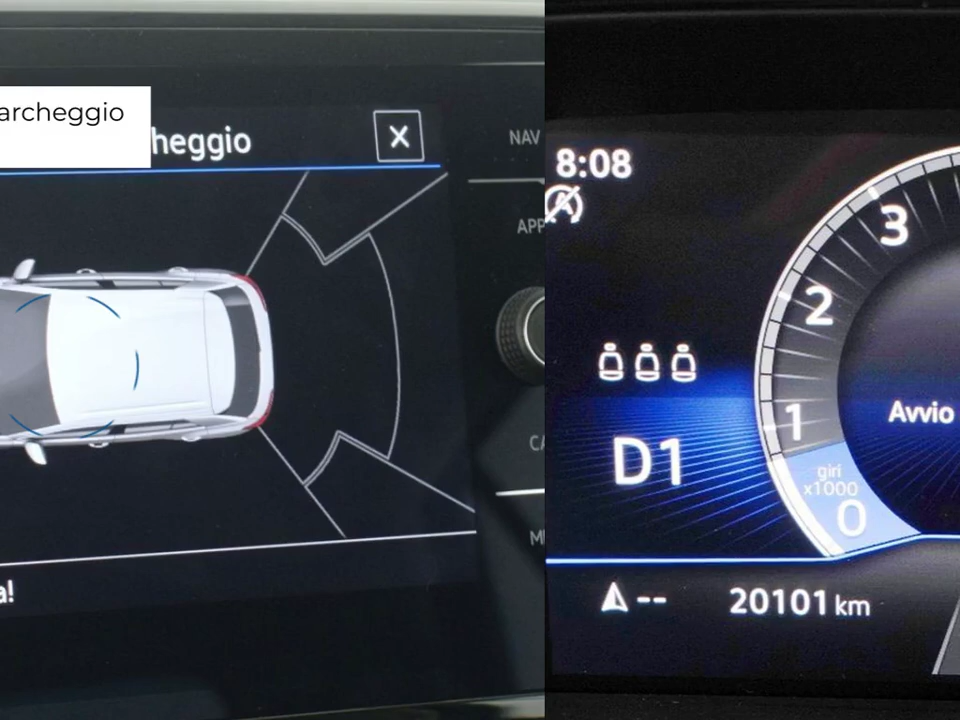 archeggio
heggio
NAV
APP
a!
8:08
3
2
1
giri
x1000
0
D1
Avvio
-- 20101 km